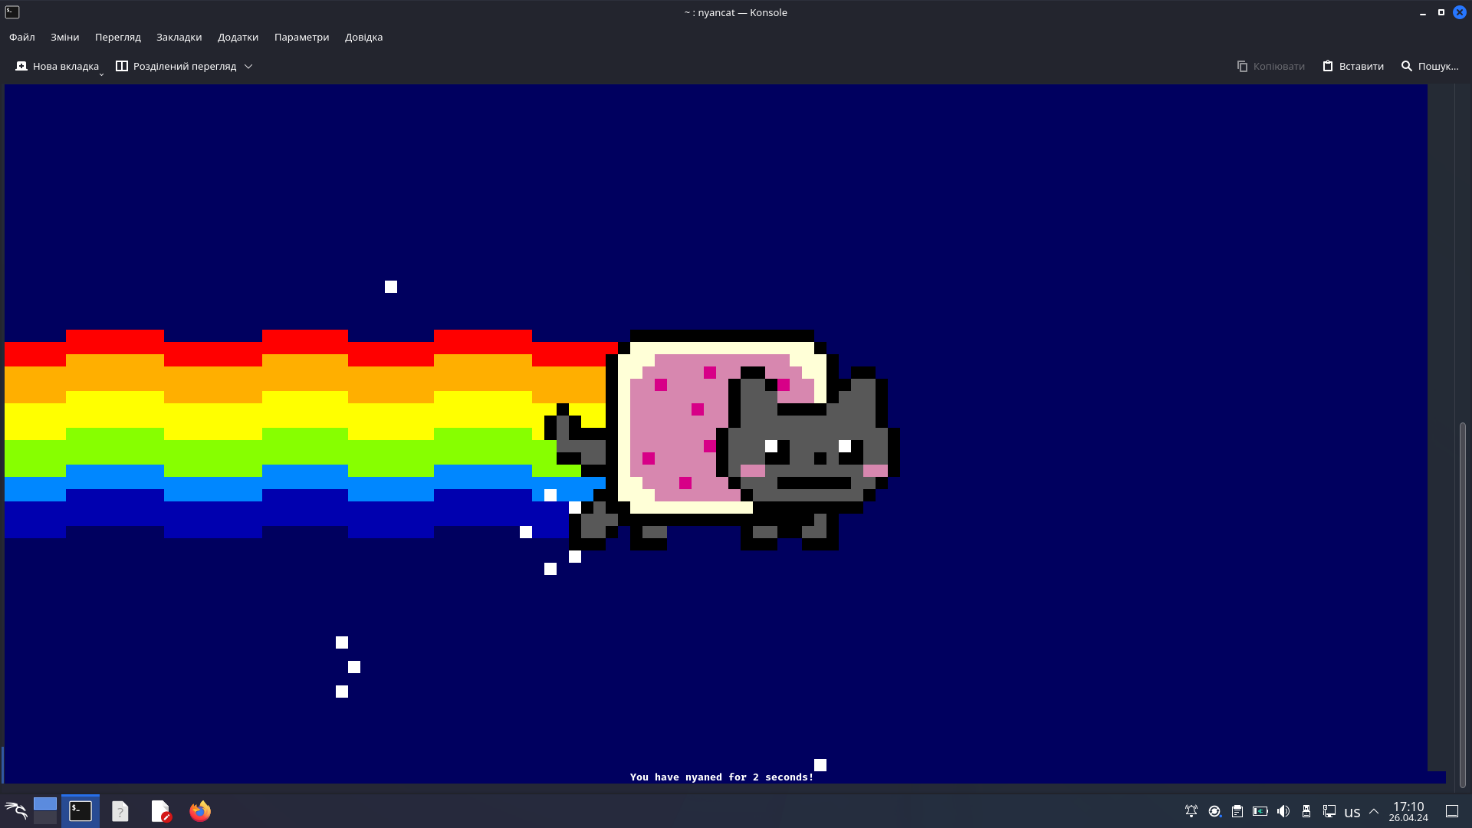 ~ : nyancat — Konsole
Файл Зміни Перегляд Закладки Додатки Параметри Довідка
Нова вкладка Розділений перегляд Копіювати Вставити Пошук...
You have nyaned for 2 seconds!
us 17:10
26.04.24